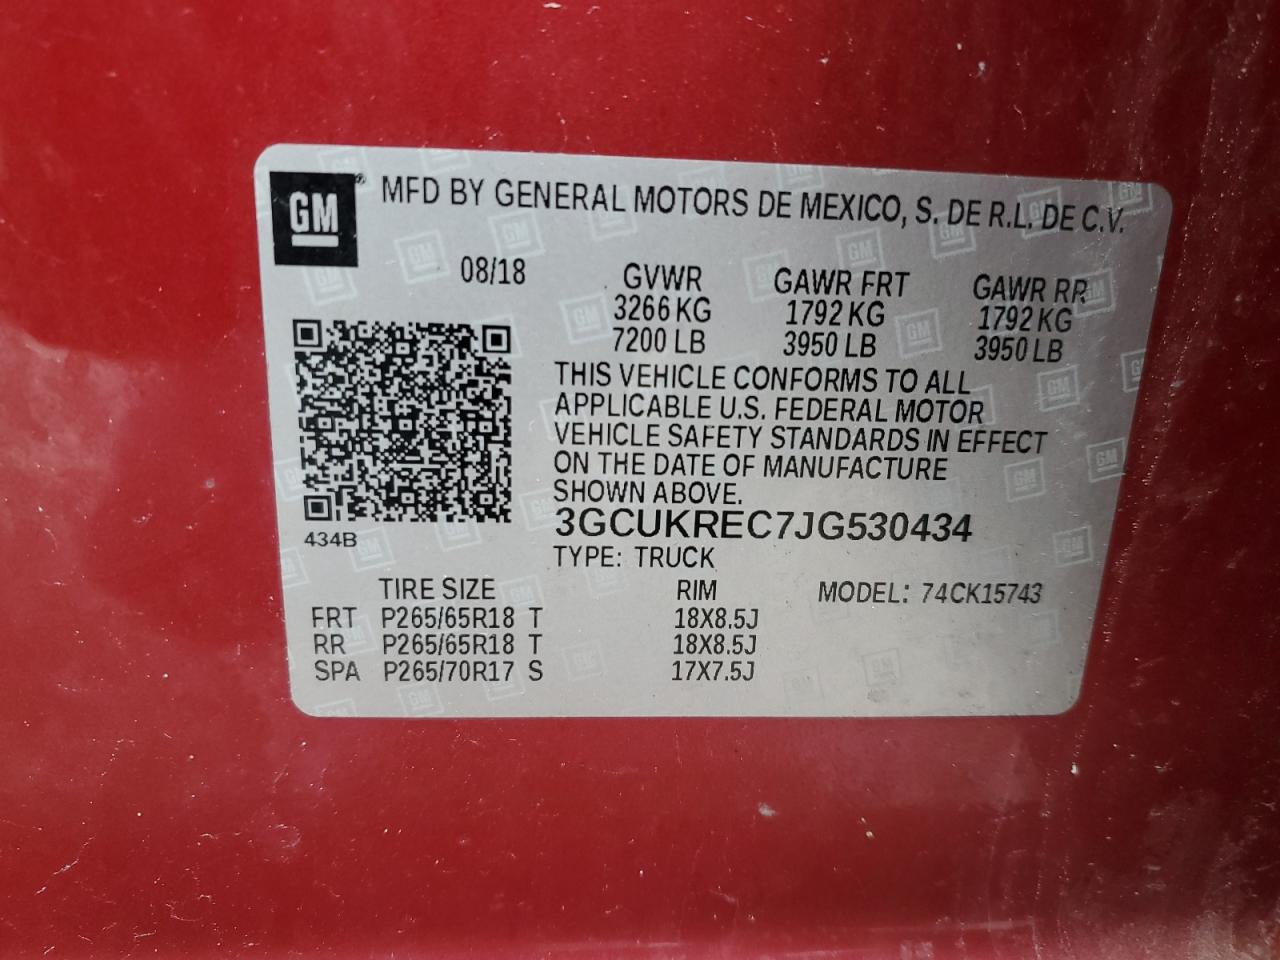 GM
MFD BY GENERAL MOTORS DE MEXICO, S. DE R.L. DE C.V.
08/18 GVWR GAWR FRT GAWR RR
3266 KG 1792 KG 1792 KG
7200 LB 3950 LB 3950 LB
THIS VEHICLE CONFORMS TO ALL
APPLICABLE U.S. FEDERAL MOTOR
VEHICLE SAFETY STANDARDS IN EFFECT
ON THE DATE OF MANUFACTURE
SHOWN ABOVE.
3GCUKREC7JG530434
434B
TYPE: TRUCK
TIRE SIZE RIM MODEL: 74CK15743
FRT P265/65R18 T 18X8.5J
RR P265/65R18 T 18X8.5J
SPA P265/70R17 S 17X7.5J